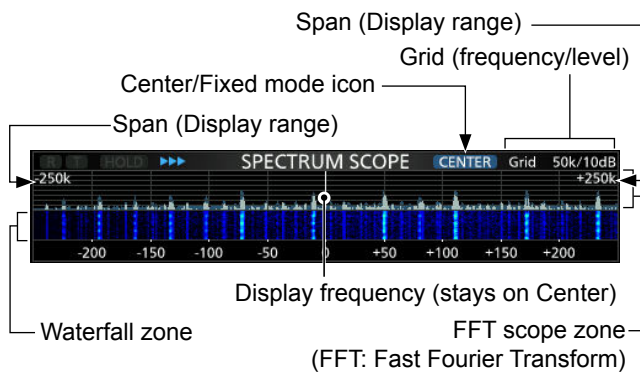 Span (Display range)
Grid (frequency/level)
Center/Fixed mode icon
Span (Display range)
R T HOLD SPECTRUM SCOPE CENTER Grid 50k/10dB
-250k +250k
-200 -150 -100 -50 0 +50 +100 +150 +200
Display frequency (stays on Center)
Waterfall zone
FFT scope zone
(FFT: Fast Fourier Transform)